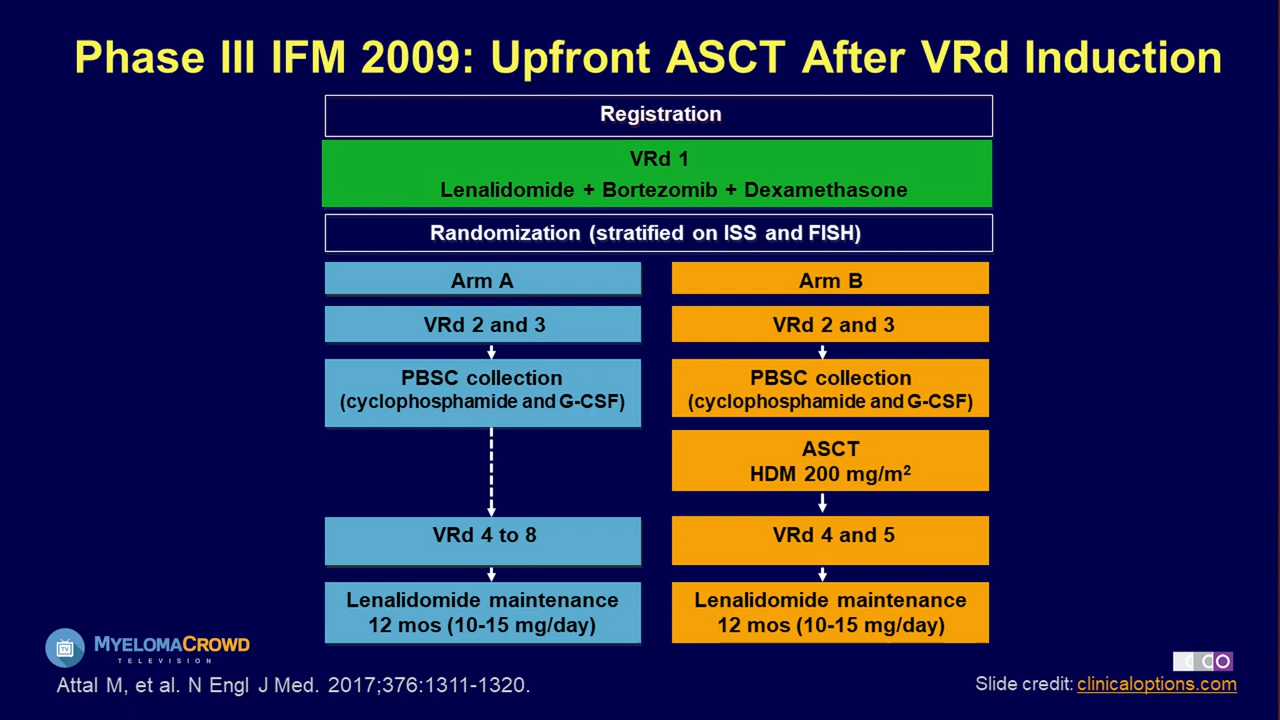 Phase III IFM 2009: Upfront ASCT After VRd Induction
Registration
VRd 1
Lenalidomide + Bortezomib + Dexamethasone
Randomization (stratified on ISS and FISH)
Arm A
VRd 2 and 3
PBSC collection
(cyclophosphamide and G-CSF)
VRd 4 to 8
Lenalidomide maintenance
12 mos (10-15 mg/day)
Arm B
VRd 2 and 3
PBSC collection
(cyclophosphamide and G-CSF)
ASCT
HDM 200 mg/m²
VRd 4 and 5
Lenalidomide maintenance
12 mos (10-15 mg/day)
TV
MYELOMACROWD
TELEVISION
Attal M, et al. N Engl J Med. 2017;376:1311-1320.
CCO
Slide credit: clinicaloptions.com